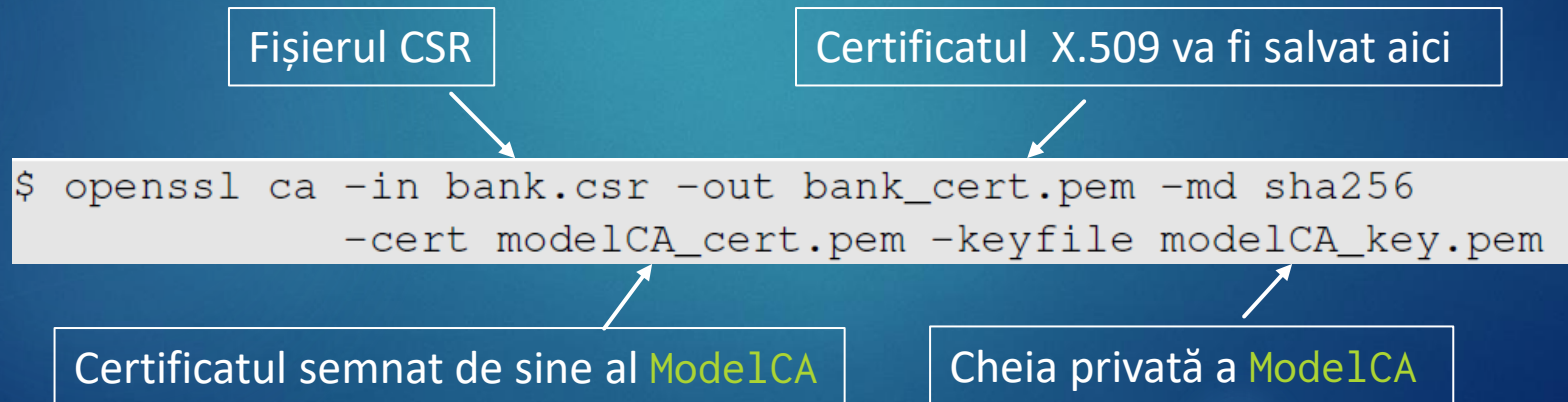 Fișierul CSR
Certificatul X.509 va fi salvat aici
$ openssl ca -in bank.csr -out bank_cert.pem -md sha256
-cert modelCA_cert.pem -keyfile modelCA_key.pem
Certificatul semnat de sine al ModelCA
Cheia privată a ModelCA